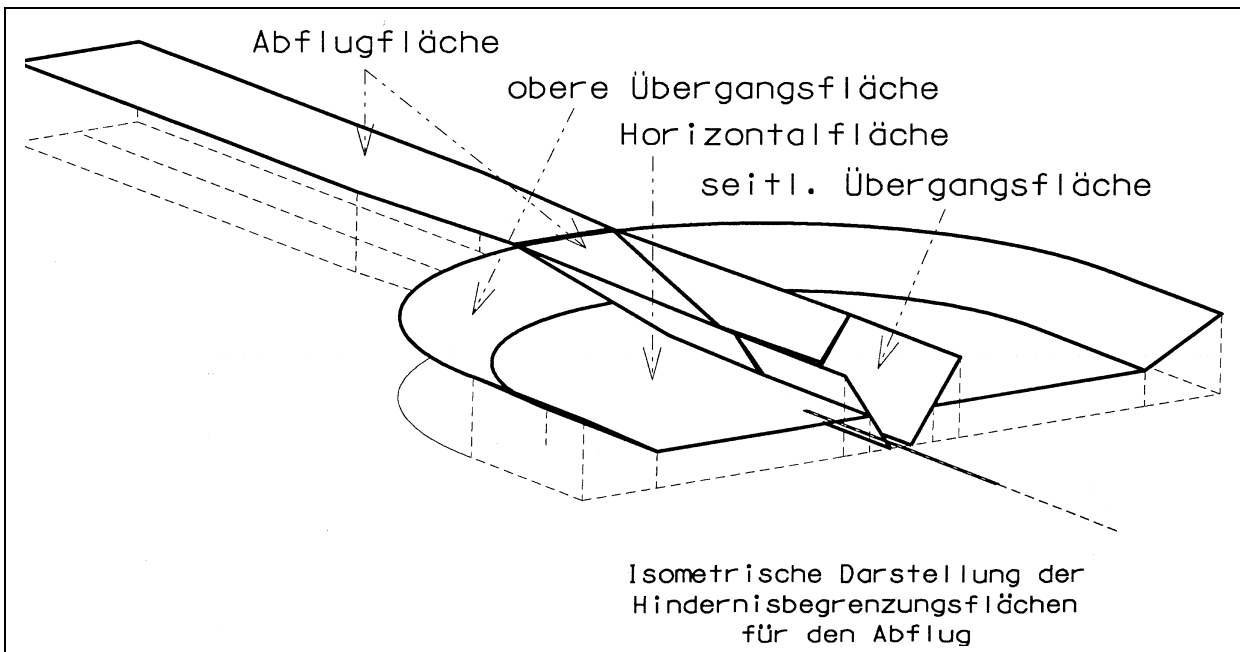 Abflugfläche
obere Übergangsfläche
Horizontalfläche
seitl. Übergangsfläche
Isometrische Darstellung der
Hindernisbegrenzungsflächen
für den Abflug